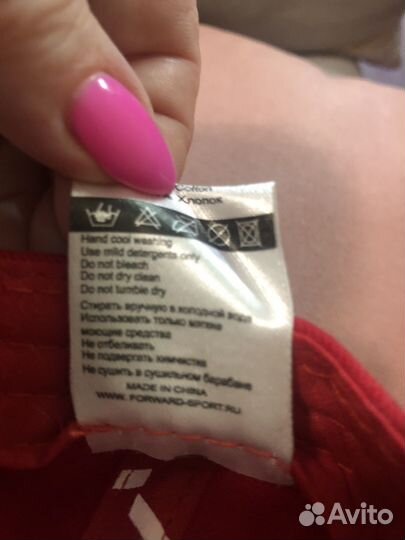 Cotton
Хлопок
Hand cool washing
Use mild detergents only
Do not bleach
Do not dry clean
Do not tumble dry
Стирать вручную в холодной воде
Использовать только мягкие
моющие средства
Не отбеливать
Не подвергать химчистке
Не сушить в сушильном барабане
MADE IN CHINA
WWW. FORWARD-SPORT.RU
Avito